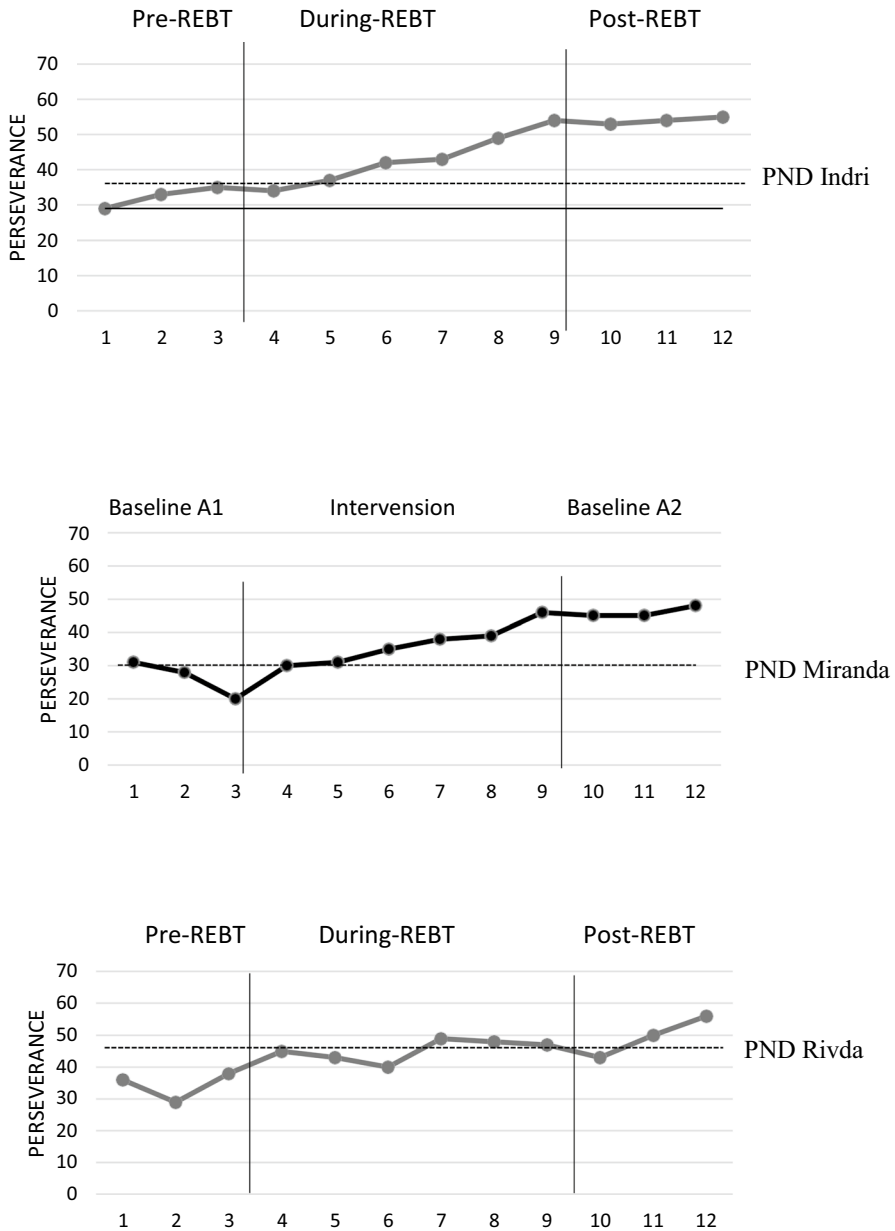 Pre-REBT During-REBT Post-REBT
70
60
50
40
30
20
10
0
PERSEVERANCE
PND Indri
1 2 3 4 5 6 7 8 9 10 11 12
Baseline A1 Intervension Baseline A2
70
60
50
40
30
20
10
0
PERSEVERANCE
PND Miranda
1 2 3 4 5 6 7 8 9 10 11 12
Pre-REBT During-REBT Post-REBT
70
60
50
40
30
20
10
0
PERSEVERANCE
PND Rivda
1 2 3 4 5 6 7 8 9 10 11 12